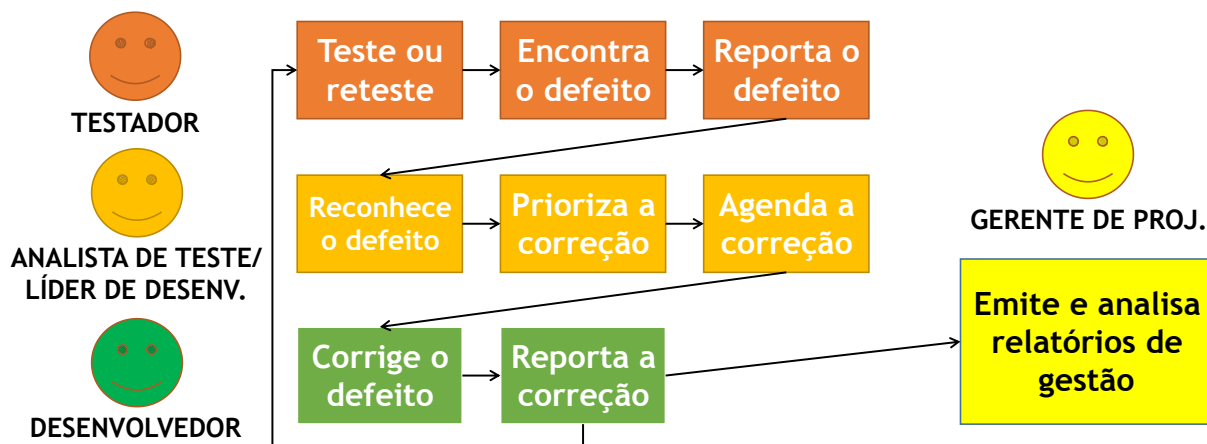 Teste ou
reteste
Encontra
o defeito
Reporta o
defeito
TESTADOR
Reconhece
o defeito
Prioriza a
correção
Agenda a
correção
GERENTE DE PROJ.
ANALISTA DE TESTE/
LÍDER DE DESENV.
Emite e analisa
relatórios de
gestão
Corrige o
defeito
Reporta a
correção
DESENVOLVEDOR